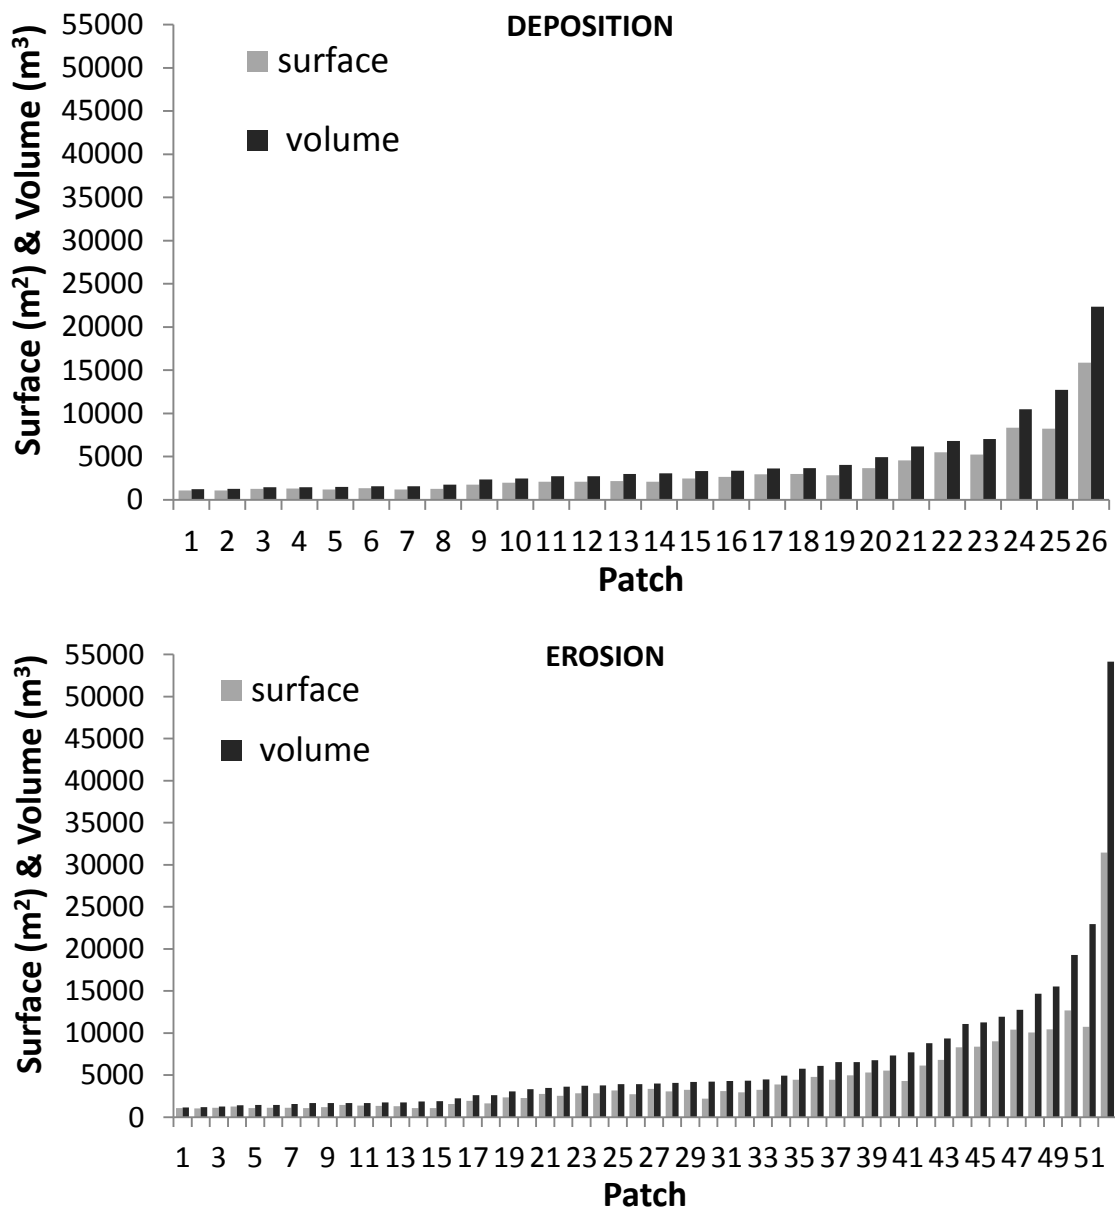 DEPOSITION
Surface (m²) & Volume (m³)
55000
50000
45000
40000
35000
30000
25000
20000
15000
10000
5000
0
surface
volume
1 2 3 4 5 6 7 8 9 10 11 12 13 14 15 16 17 18 19 20 21 22 23 24 25 26
Patch
EROSION
Surface (m²) & Volume (m³)
55000
50000
45000
40000
35000
30000
25000
20000
15000
10000
5000
0
surface
volume
1 3 5 7 9 11 13 15 17 19 21 23 25 27 29 31 33 35 37 39 41 43 45 47 49 51
Patch